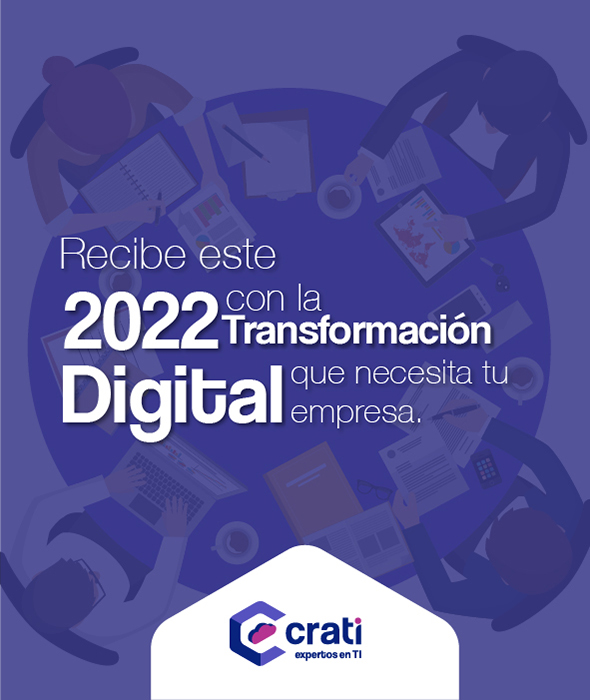 Recibe este
2022 con la
Transformación
Digital que necesita tu
empresa.
crati
expertos en TI